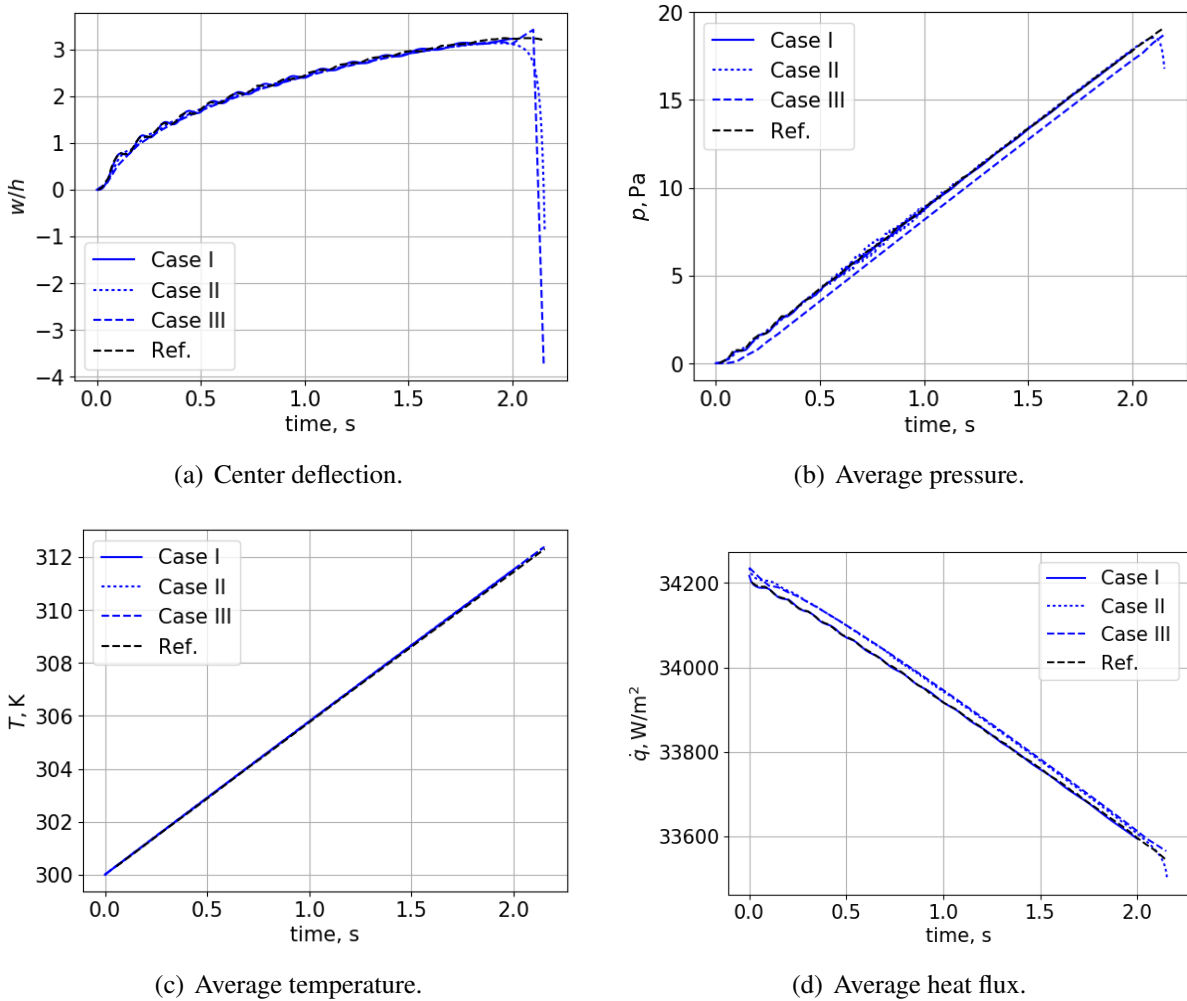 3
2
1
0
−1
−2
−3
−4
w/h
Case I
Case II
Case III
Ref.
0.0 0.5 1.0 1.5 2.0
time, s
(a) Center deflection.
20
15
10
5
0
p, Pa
Case I
Case II
Case III
Ref.
0.0 0.5 1.0 1.5 2.0
time, s
(b) Average pressure.
312
310
308
306
304
302
300
T, K
Case I
Case II
Case III
Ref.
0.0 0.5 1.0 1.5 2.0
time, s
(c) Average temperature.
34200
34000
33800
33600
q̇, W/m²
Case I
Case II
Case III
Ref.
0.0 0.5 1.0 1.5 2.0
time, s
(d) Average heat flux.